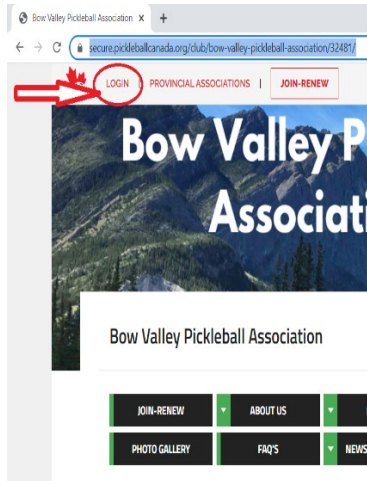 Bow Valley Pickleball Association
secure.pickleballcanada.org/club/bow-valley-pickleball-association/32481/
LOGIN | PROVINCIAL ASSOCIATIONS | JOIN-RENEW
Bow Valley P
Associati
Bow Valley Pickleball Association
JOIN-RENEW ABOUT US
PHOTO GALLERY FAQ'S NEWS